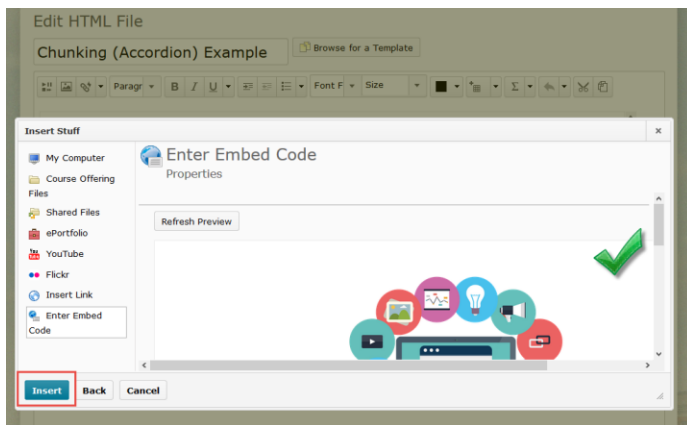 Edit HTML File
Chunking (Accordion) Example
Browse for a Template
Paragr
B I U
Font F
Size
Σ
Insert Stuff
x
My Computer
Course Offering
Files
Shared Files
ePortfolio
YouTube
Flickr
Insert Link
Enter Embed
Code
Enter Embed Code
Properties
Refresh Preview
Insert
Back
Cancel